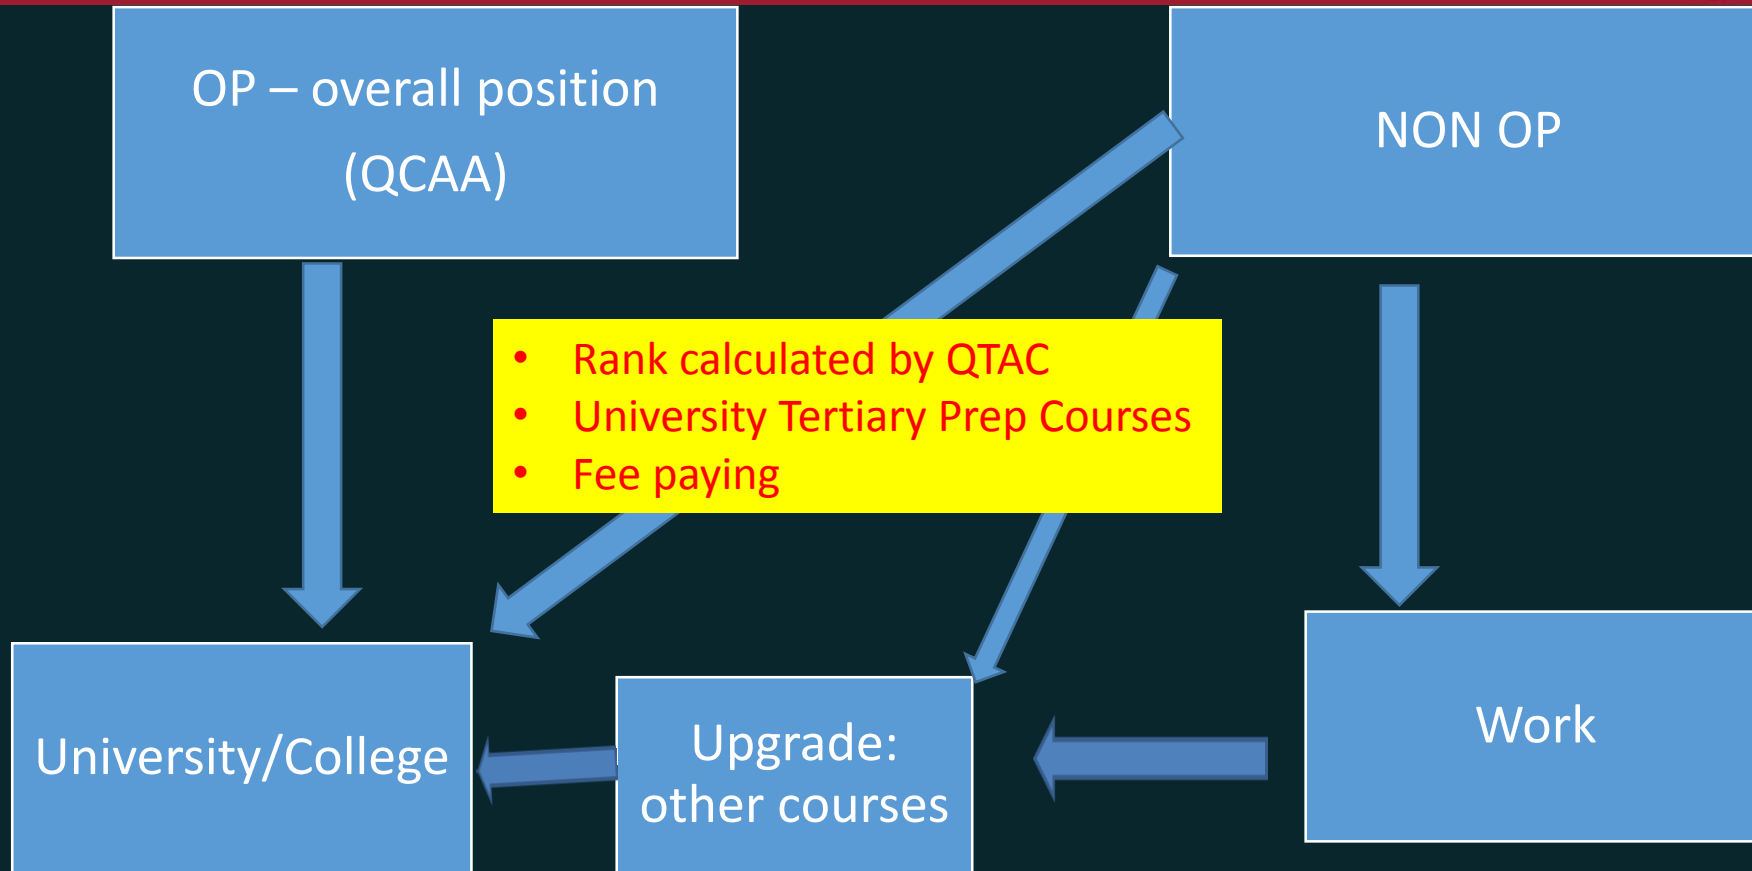 OP – overall position
(QCAA)
NON OP
• Rank calculated by QTAC
• University Tertiary Prep Courses
• Fee paying
University/College
Upgrade:
other courses
Work